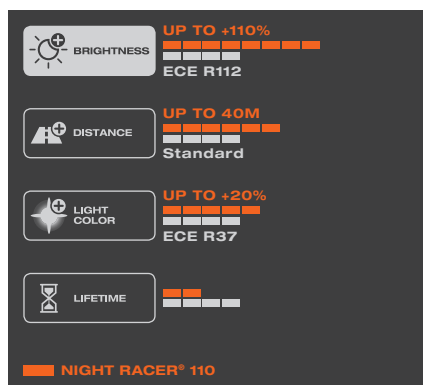 UP TO +110%
BRIGHTNESS
ECE R112
UP TO 40M
DISTANCE
Standard
UP TO +20%
LIGHT
COLOR
ECE R37
LIFETIME
NIGHT RACER® 110